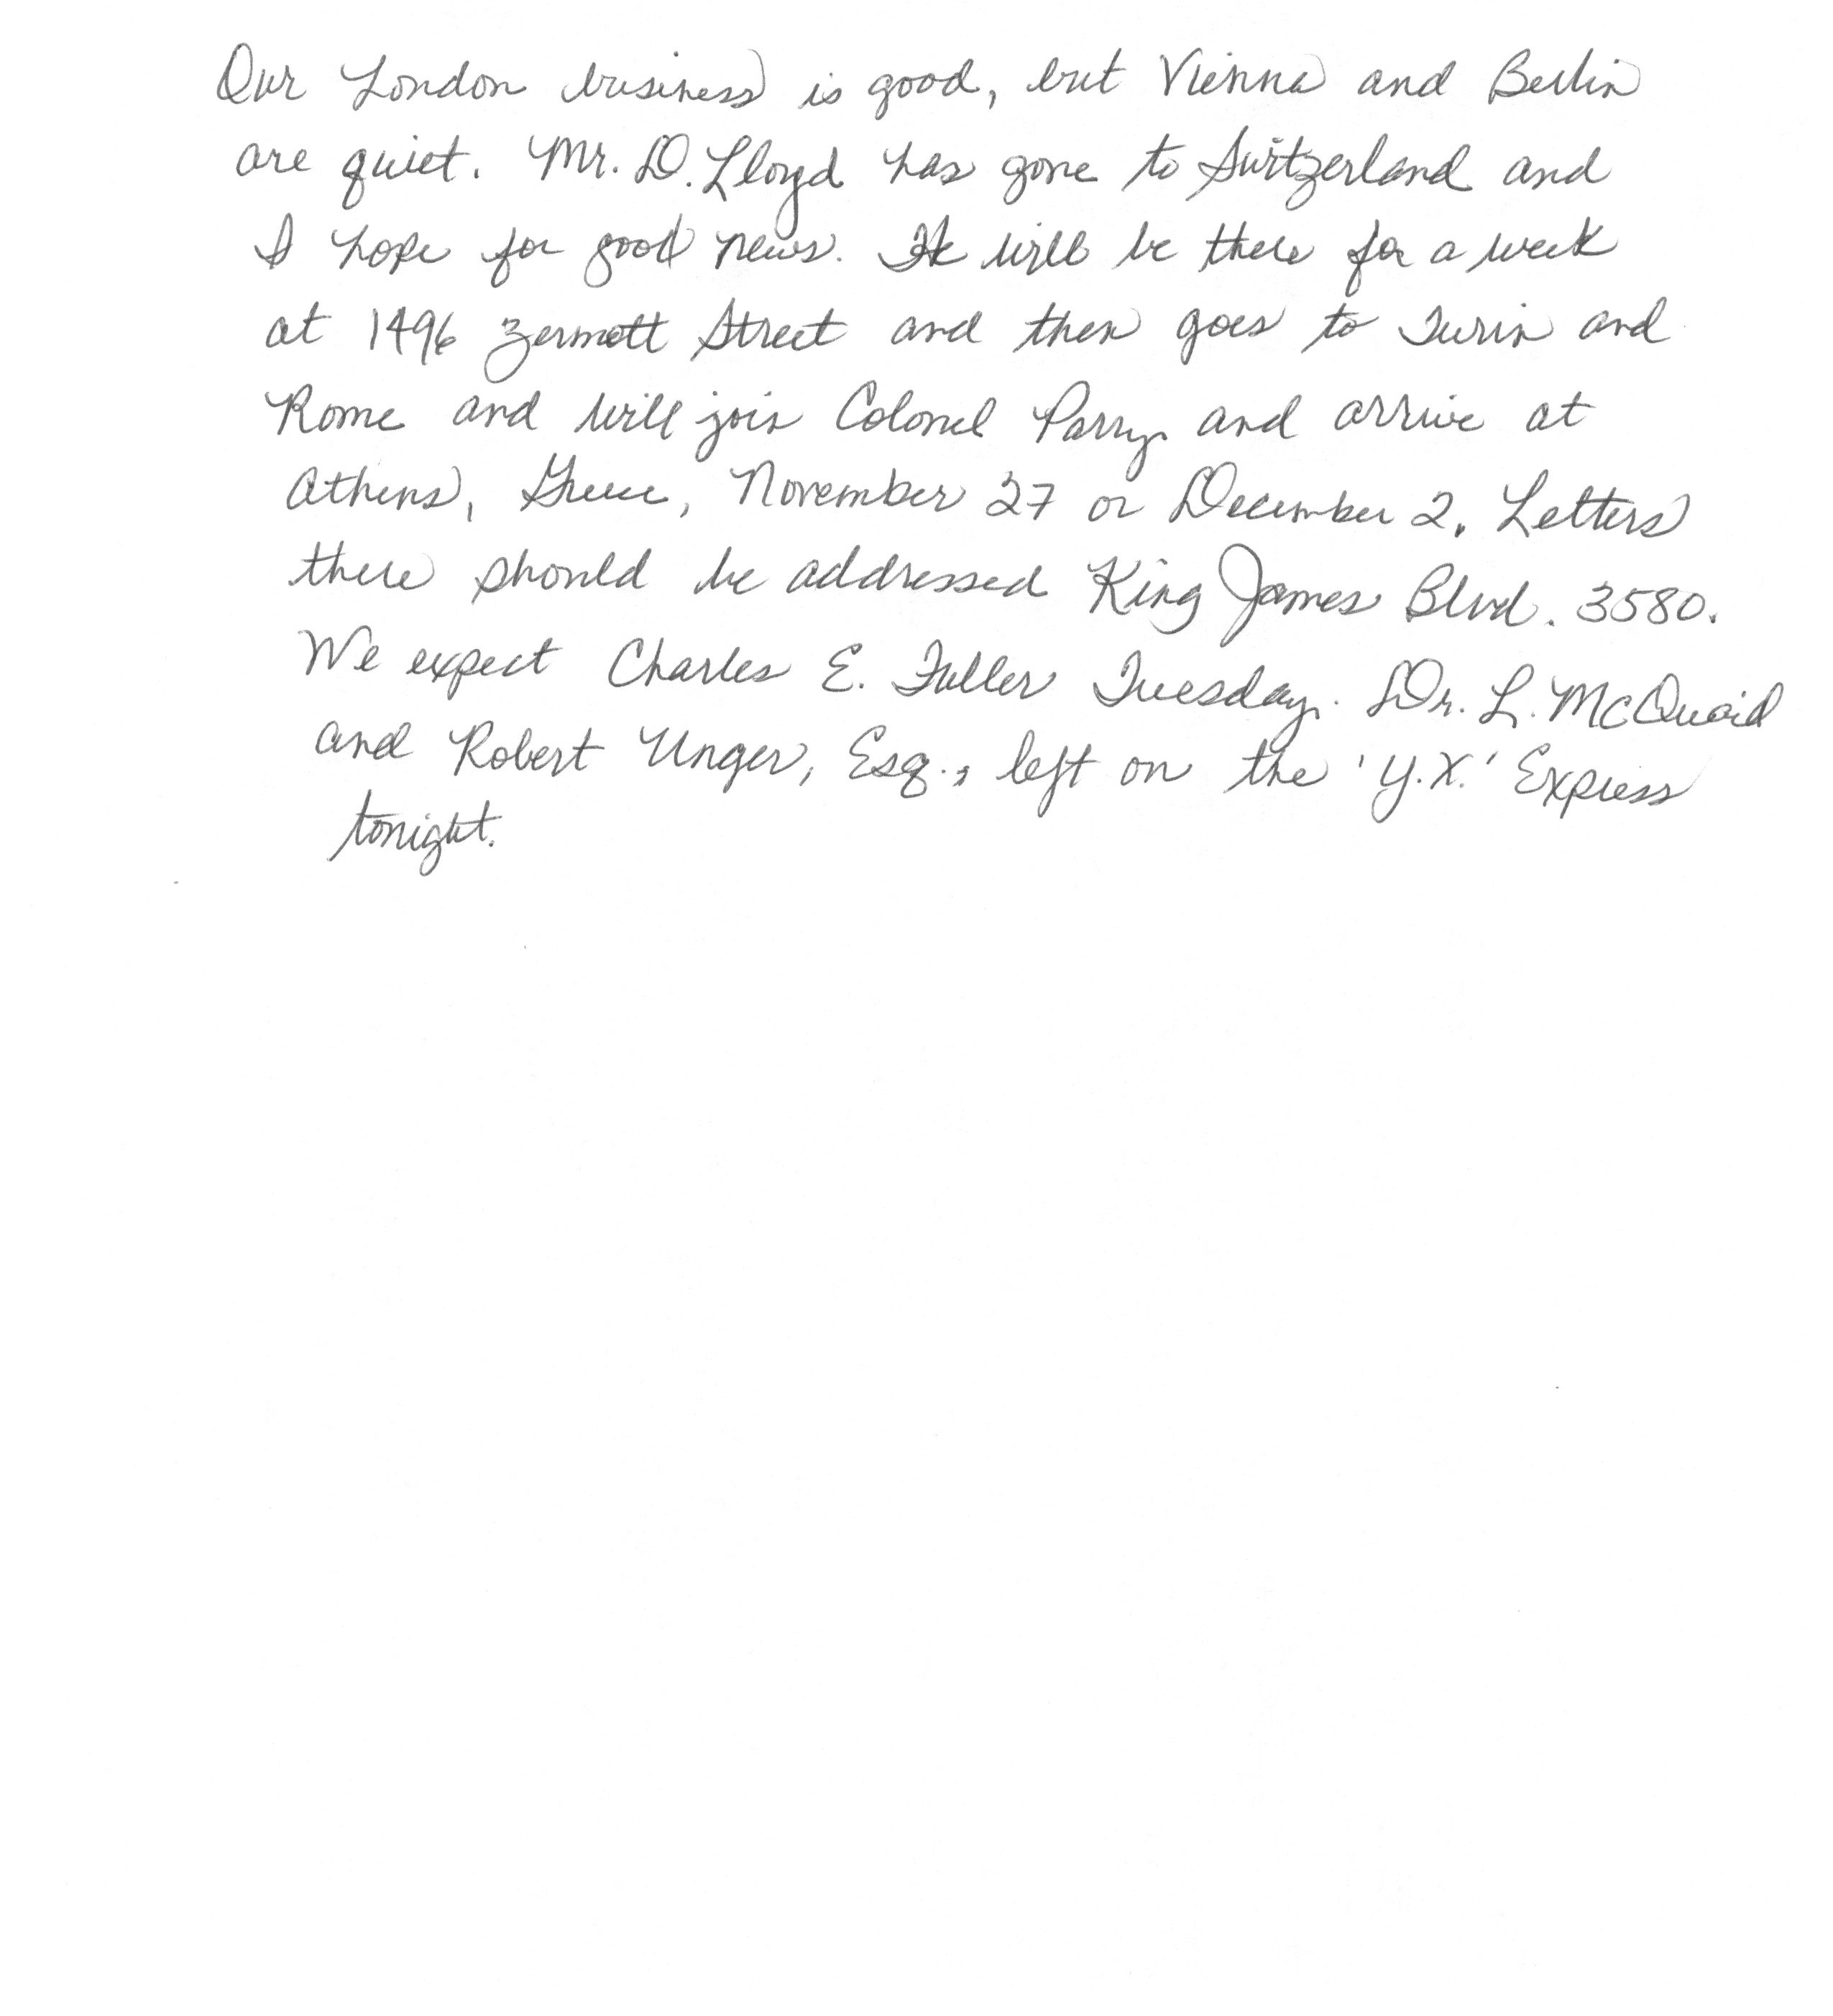 Our London business is good, but Vienna and Berlin
are quiet. Mr. D. Lloyd has gone to Switzerland and
I hope for good news. He will be there for a week
at 1496 Zermott Street and then goes to Turin and
Rome and will join Colonel Parry and arrive at
Athens, Greece, November 27 or December 2. Letters
there should be addressed King James Blvd. 3580.
We expect Charles E. Fuller Tuesday. Dr. L. McQuaid
and Robert Unger, Esq., left on the 'Y.X.' Express
tonight.